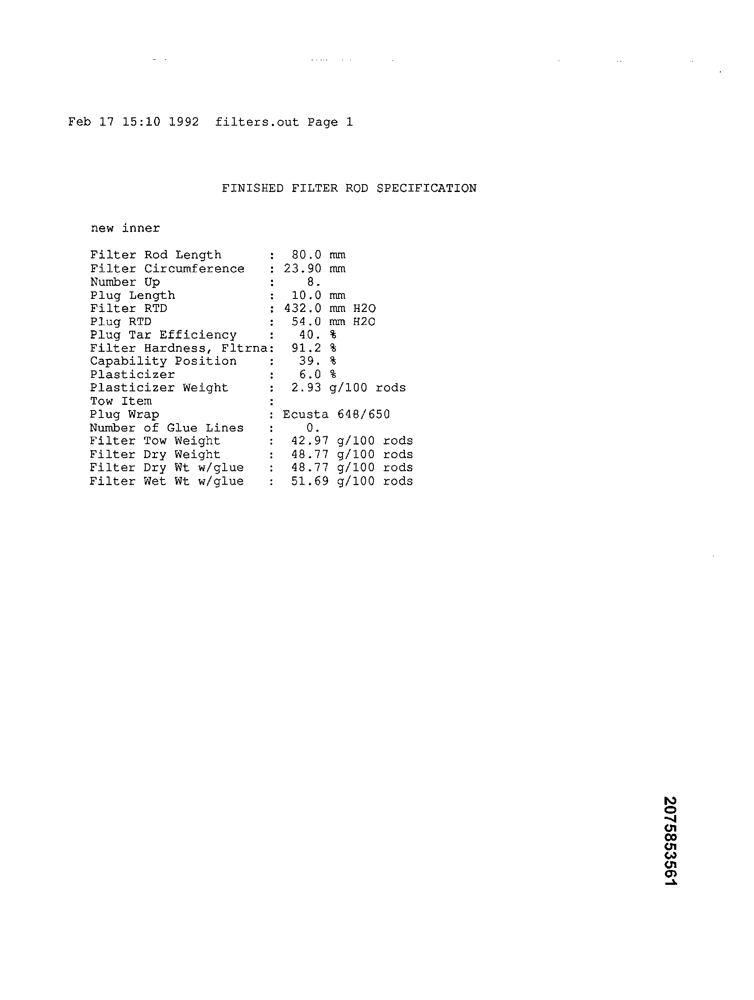 Feb 17 15:10 1992  filters.out Page 1
FINISHED FILTER ROD SPECIFICATION
new inner
Filter Rod Length      :  80.0 mm
Filter Circumference   : 23.90 mm
Number Up              :    8.
Plug Length            :  10.0 mm
Filter RTD             : 432.0 mm H2O
Plug RTD               :  54.0 mm H2O
Plug Tar Efficiency    :   40. %
Filter Hardness, Fltrna:  91.2 %
Capability Position    :   39. %
Plasticizer            :   6.0 %
Plasticizer Weight     :  2.93 g/100 rods
Tow Item               :
Plug Wrap              : Ecusta 648/650
Number of Glue Lines   :    0.
Filter Tow Weight      :  42.97 g/100 rods
Filter Dry Weight      :  48.77 g/100 rods
Filter Dry Wt w/glue   :  48.77 g/100 rods
Filter Wet Wt w/glue   :  51.69 g/100 rods
2075853561